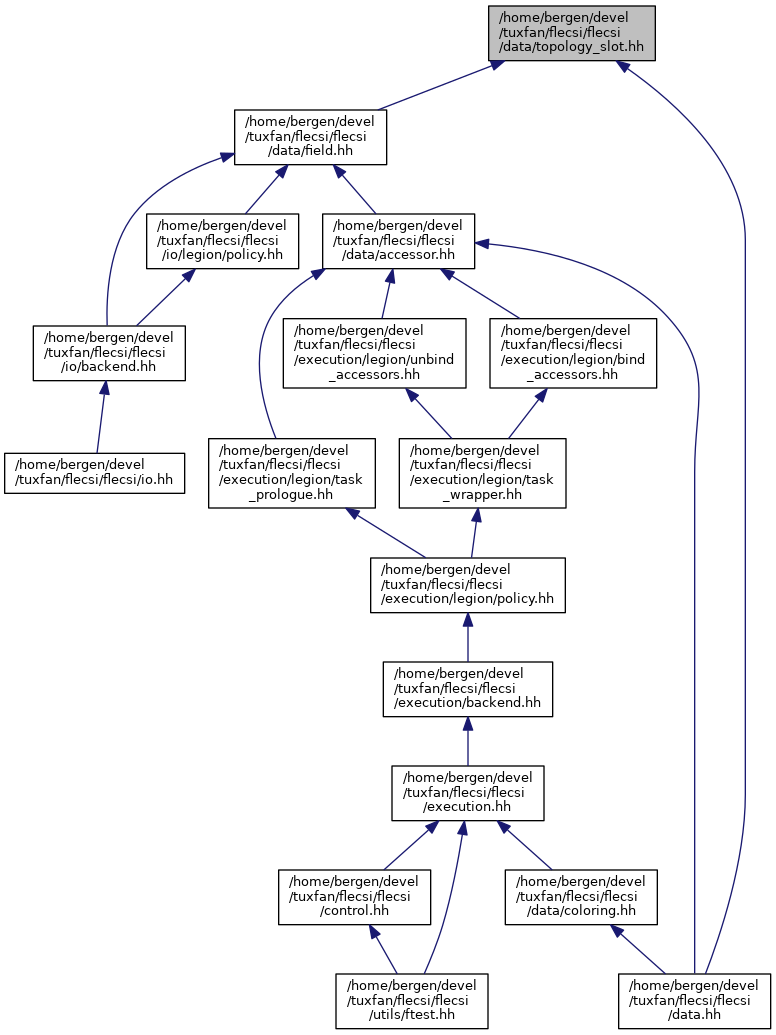 /home/bergen/devel
/tuxfan/flecsi/flecsi
/data/topology_slot.hh
/home/bergen/devel
/tuxfan/flecsi/flecsi
/data/field.hh
/home/bergen/devel
/tuxfan/flecsi/flecsi
/io/legion/policy.hh
/home/bergen/devel
/tuxfan/flecsi/flecsi
/data/accessor.hh
/home/bergen/devel
/tuxfan/flecsi/flecsi
/io/backend.hh
/home/bergen/devel
/tuxfan/flecsi/flecsi
/execution/legion/unbind
_accessors.hh
/home/bergen/devel
/tuxfan/flecsi/flecsi
/execution/legion/bind
_accessors.hh
/home/bergen/devel
/tuxfan/flecsi/flecsi/io.hh
/home/bergen/devel
/tuxfan/flecsi/flecsi
/execution/legion/task
_prologue.hh
/home/bergen/devel
/tuxfan/flecsi/flecsi
/execution/legion/task
_wrapper.hh
/home/bergen/devel
/tuxfan/flecsi/flecsi
/execution/legion/policy.hh
/home/bergen/devel
/tuxfan/flecsi/flecsi
/execution/backend.hh
/home/bergen/devel
/tuxfan/flecsi/flecsi
/execution.hh
/home/bergen/devel
/tuxfan/flecsi/flecsi
/control.hh
/home/bergen/devel
/tuxfan/flecsi/flecsi
/data/coloring.hh
/home/bergen/devel
/tuxfan/flecsi/flecsi
/utils/ftest.hh
/home/bergen/devel
/tuxfan/flecsi/flecsi
/data.hh